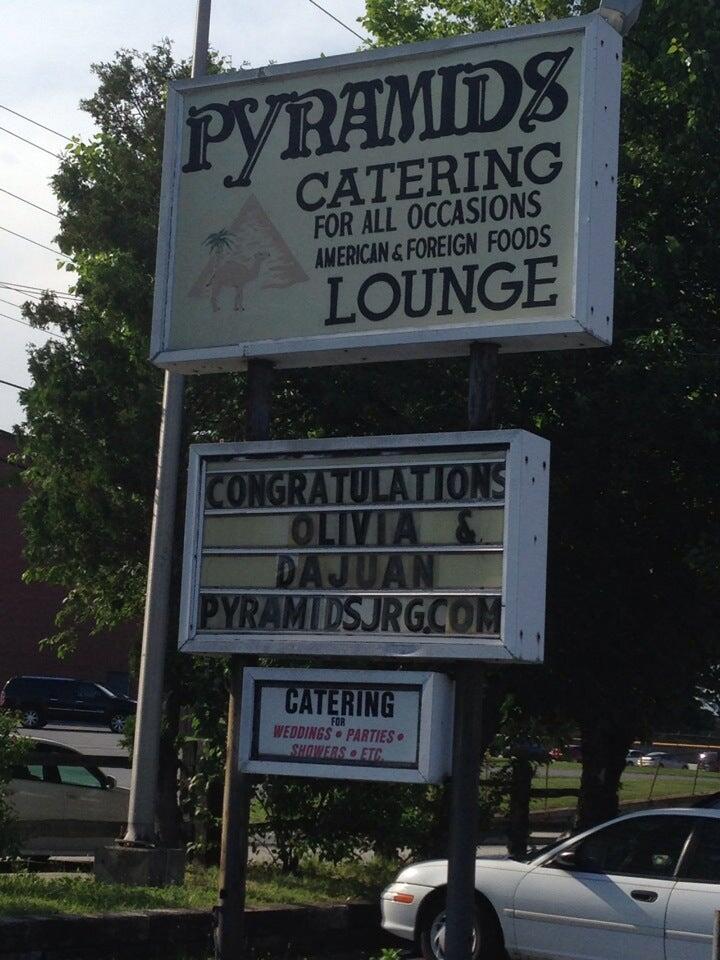 PYRAMIDS
CATERING
FOR ALL OCCASIONS
AMERICAN & FOREIGN FOODS
LOUNGE
CONGRATULATIONS
OLIVIA &
DAJUAN
PYRAMIDSJRG.COM
CATERING
FOR
WEDDINGS • PARTIES •
SHOWERS • ETC.